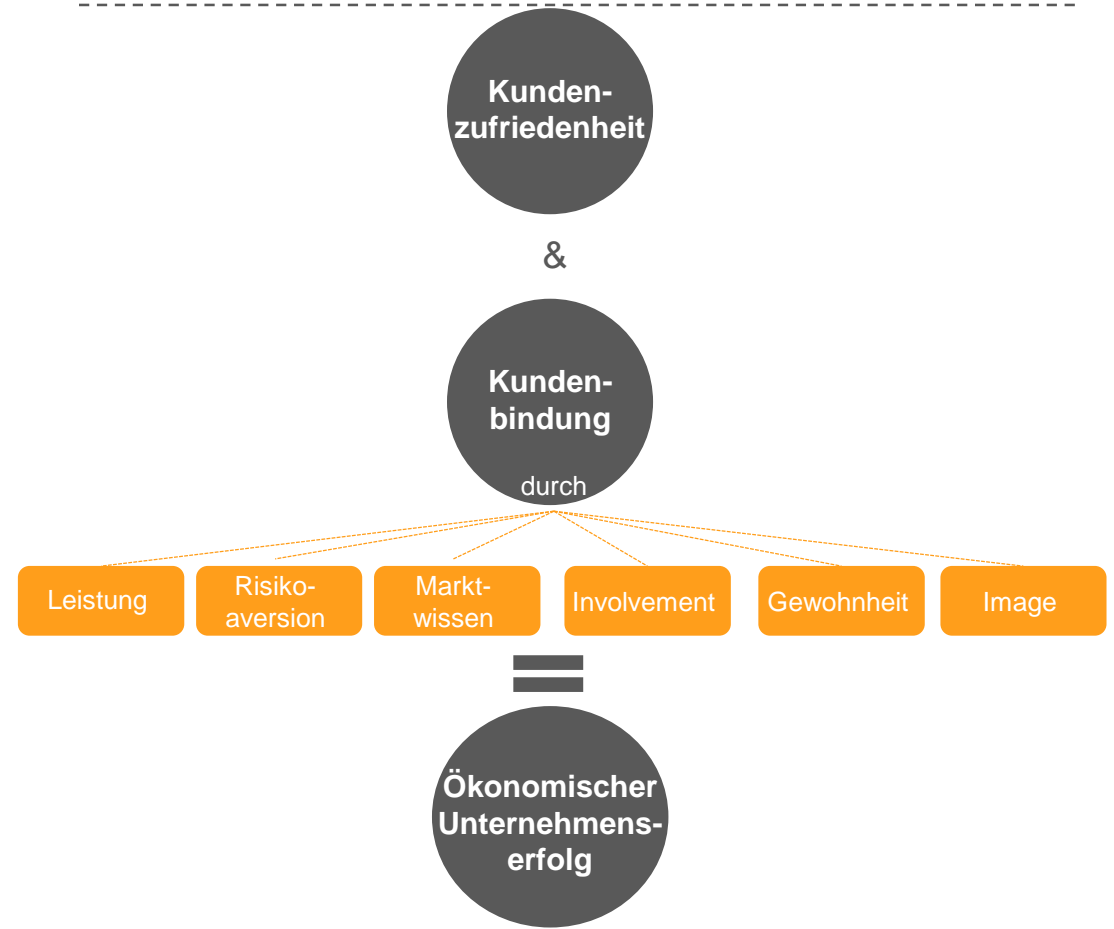 Kunden-
zufriedenheit
&
Kunden-
bindung
durch
Leistung
Risiko-
aversion
Markt-
wissen
Involvement
Gewohnheit
Image
=
Ökonomischer
Unternehmens-
erfolg